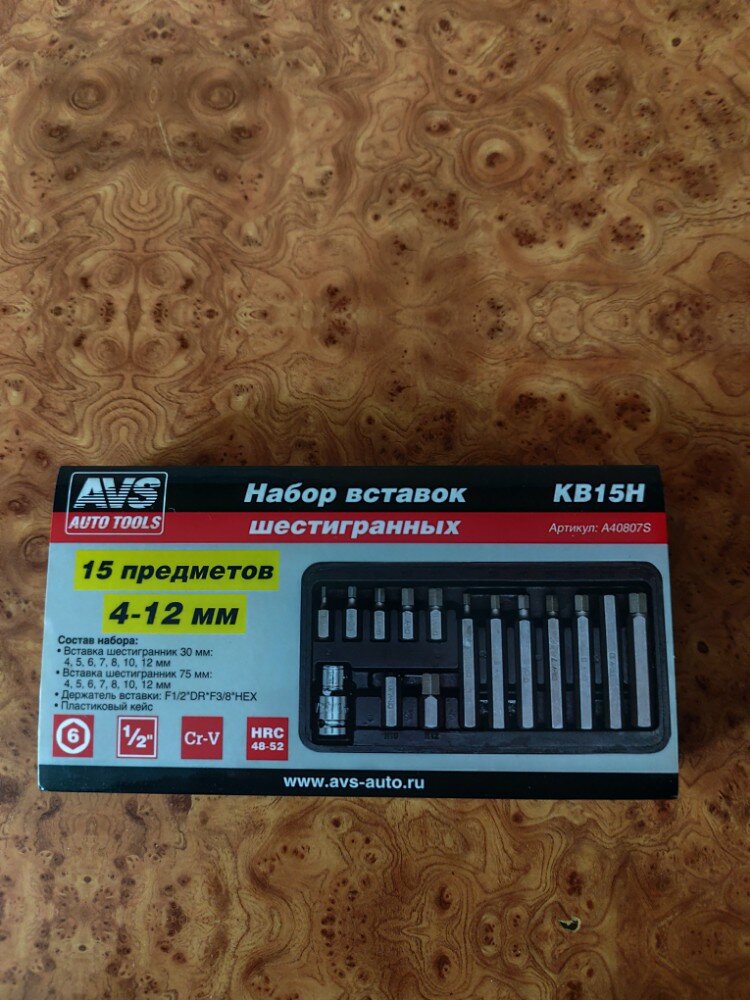 AVS
AUTO TOOLS
Набор вставок
KB15H
шестигранных
Артикул: A40807S
15 предметов
4-12 мм
Состав набора:
• Вставка шестигранник 30 мм:
4, 5, 6, 7, 8, 10, 12 мм
• Вставка шестигранник 75 мм:
4, 5, 6, 7, 8, 10, 12 мм
• Держатель вставки: F1/2"DR*F3/8"HEX
• Пластиковый кейс
6
1/2"
Cr-V
HRC
48-52
H10 H12
www.avs-auto.ru